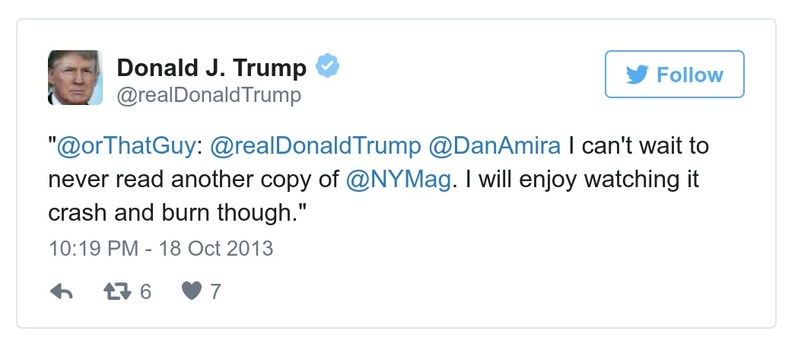 Donald J. Trump
@realDonaldTrump
Follow
"@orThatGuy: @realDonaldTrump @DanAmira I can't wait to
never read another copy of @NYMag. I will enjoy watching it
crash and burn though."
10:19 PM - 18 Oct 2013
6 7